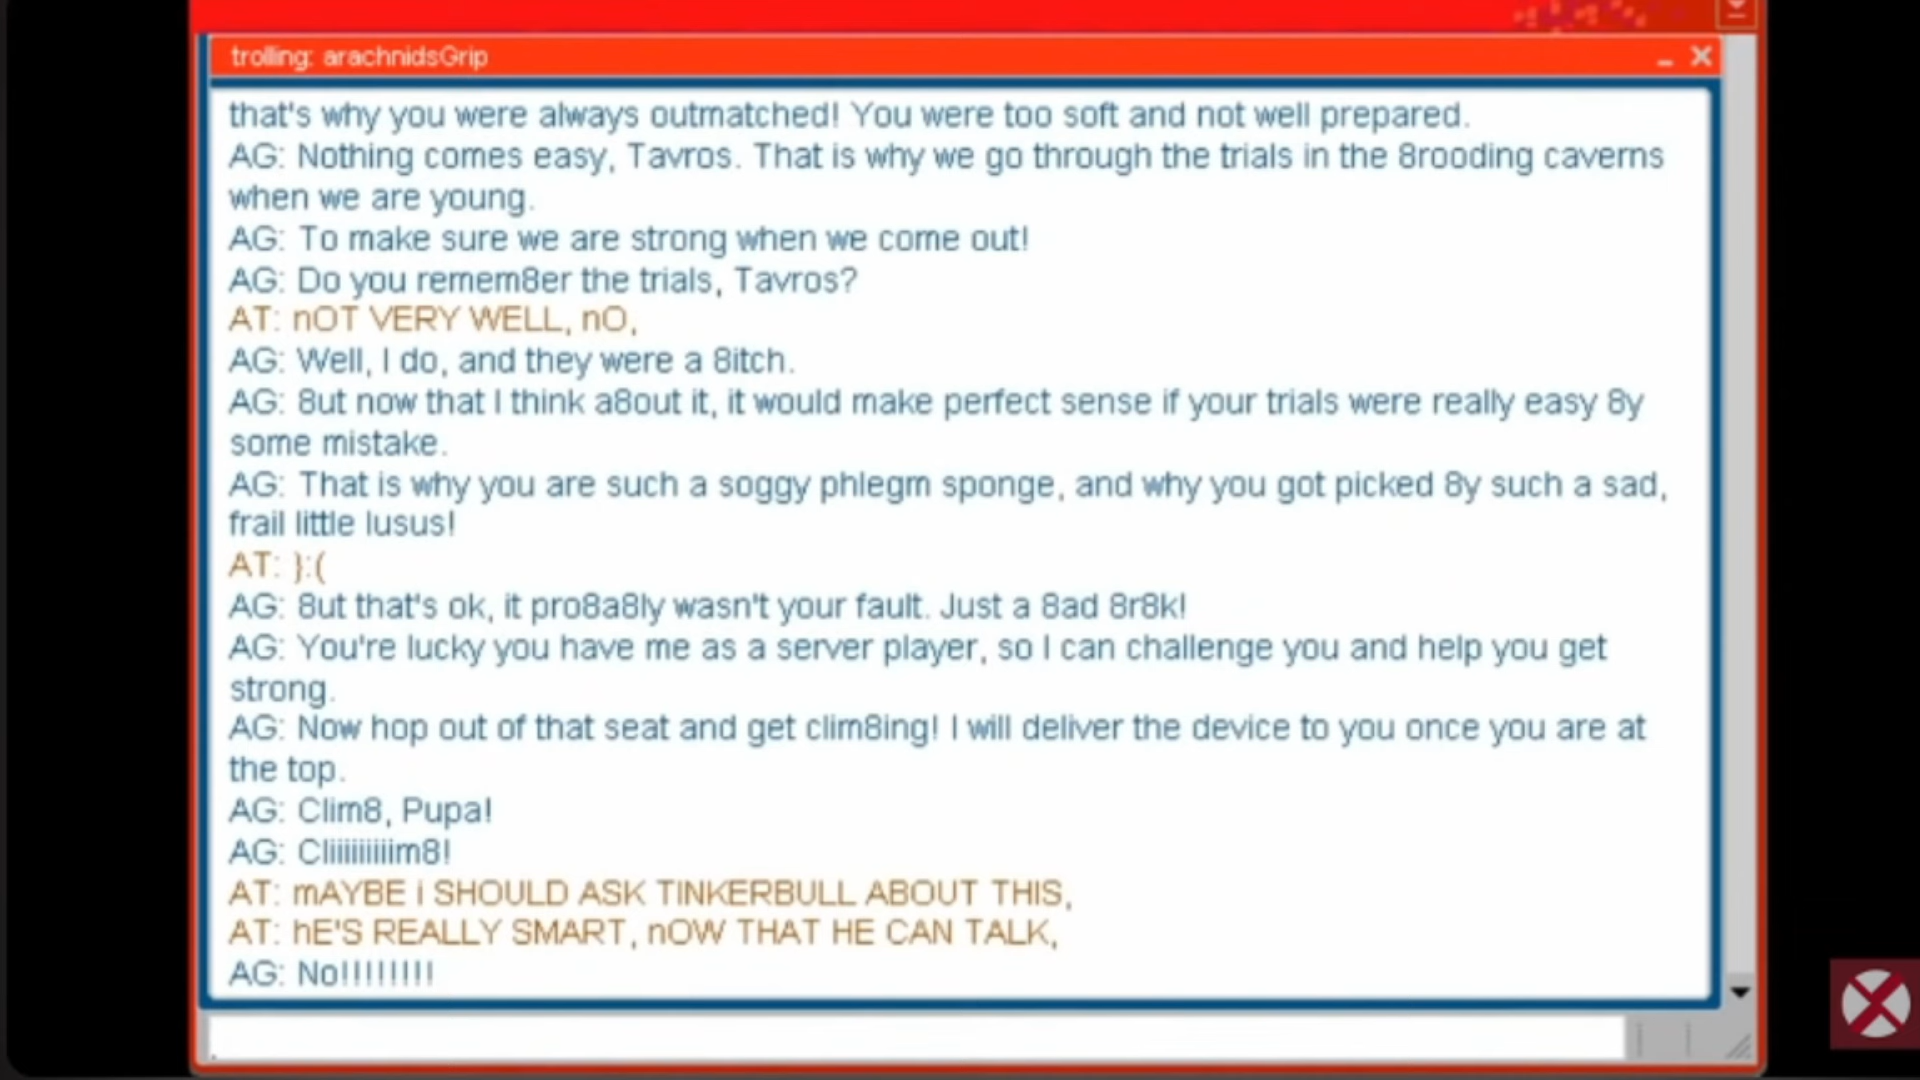 trolling: arachnidsGrip
that's why you were always outmatched! You were too soft and not well prepared.
AG: Nothing comes easy, Tavros. That is why we go through the trials in the 8rooding caverns
when we are young.
AG: To make sure we are strong when we come out!
AG: Do you remem8er the trials, Tavros?
AT: nOT VERY WELL, nO,
AG: Well, I do, and they were a 8itch.
AG: 8ut now that I think a8out it, it would make perfect sense if your trials were really easy 8y
some mistake.
AG: That is why you are such a soggy phlegm sponge, and why you got picked 8y such a sad,
frail little lusus!
AT: }:(
AG: 8ut that's ok, it pro8a8ly wasn't your fault. Just a 8ad 8r8k!
AG: You're lucky you have me as a server player, so I can challenge you and help you get
strong.
AG: Now hop out of that seat and get clim8ing! I will deliver the device to you once you are at
the top.
AG: Clim8, Pupa!
AG: Cliiiiiiiiiim8!
AT: mAYBE i SHOULD ASK TINKERBULL ABOUT THIS,
AT: hE'S REALLY SMART, nOW THAT HE CAN TALK,
AG: No!!!!!!!!